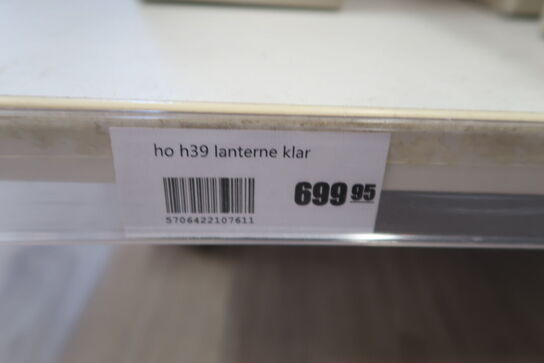 ho h39 lanterne klar
699 95
5706422107611